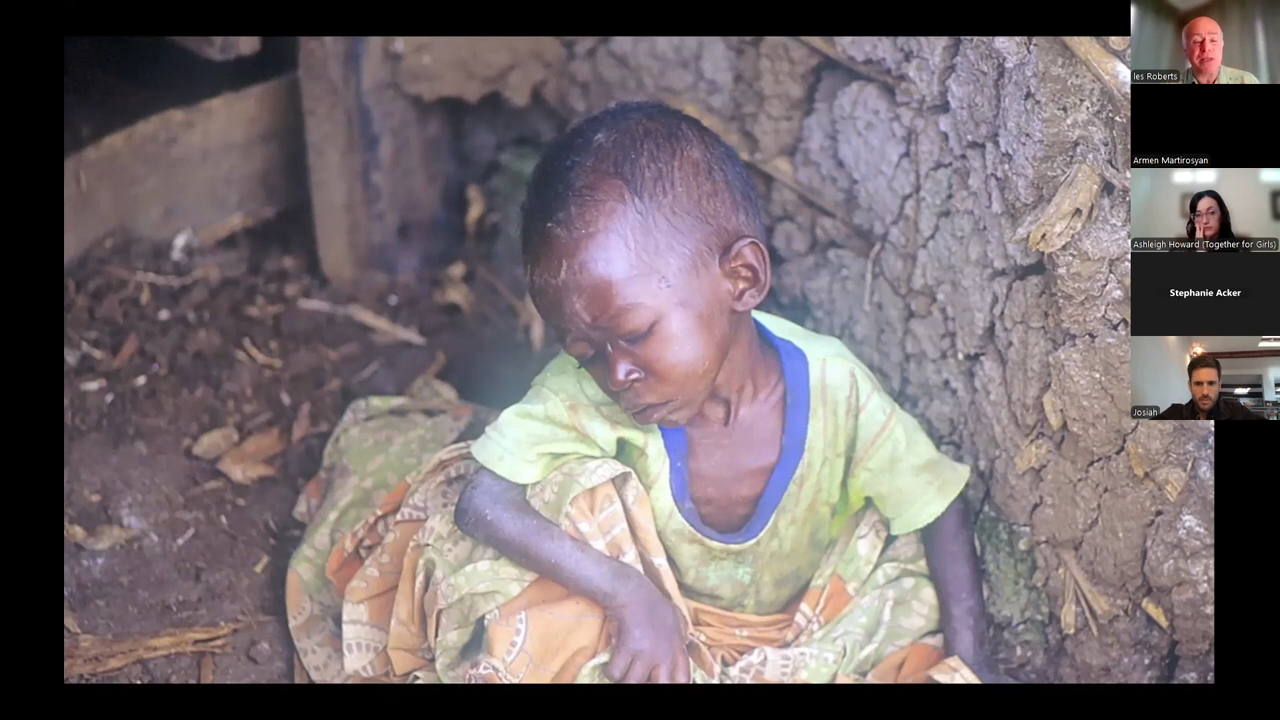 les Roberts
Armen Martirosyan
Ashleigh Howard (Together for Girls)
Stephanie Acker
Josiah